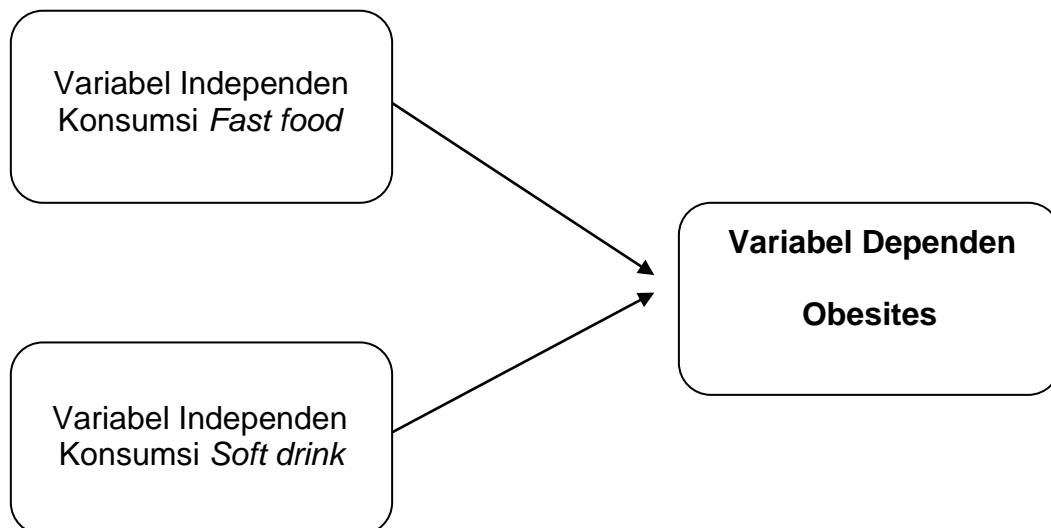 Variabel Independen
Konsumsi Fast food
Variabel Dependen
Obesites
Variabel Independen
Konsumsi Soft drink